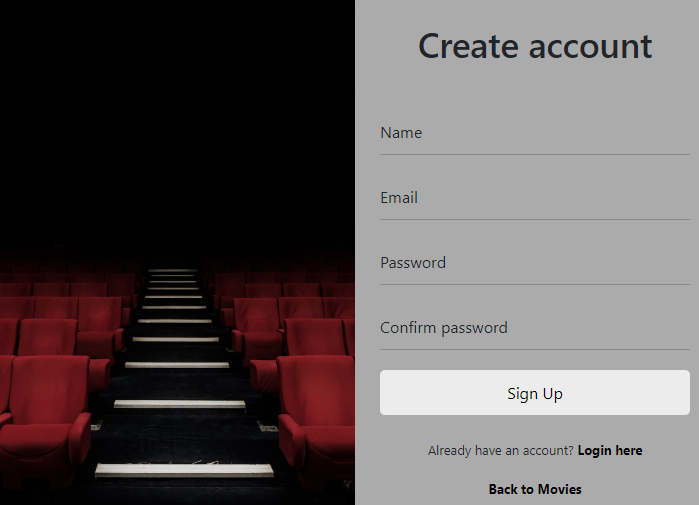 Create account
Name
Email
Password
Confirm password
Sign Up
Already have an account? Login here
Back to Movies